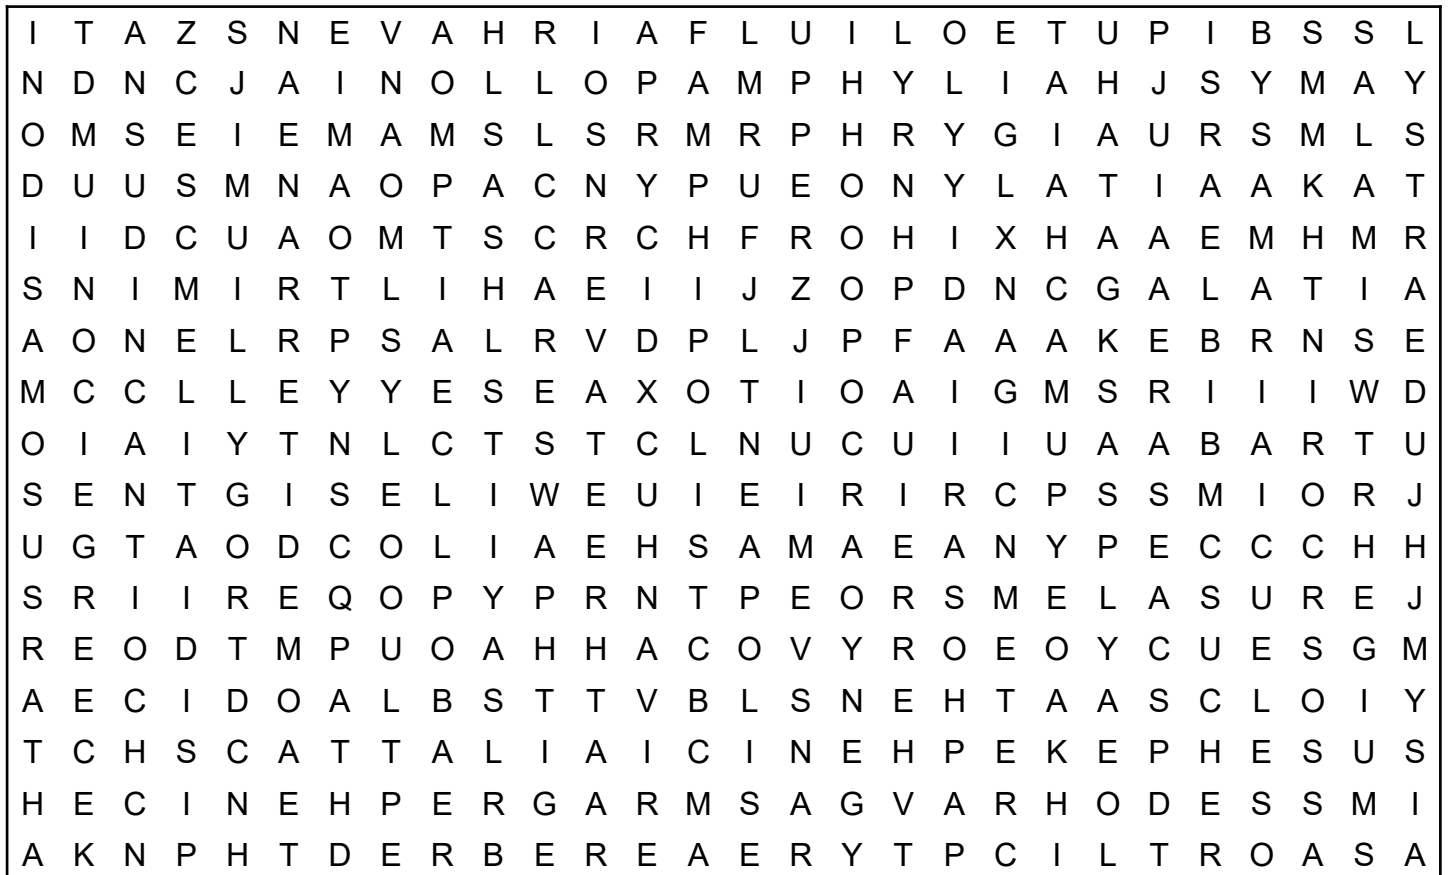 I T A Z S N E V A H R I A F L U I L O E T U P I B S S L
N D N C J A I N O L L O P A M P H Y L I A H J S Y M A Y
O M S E I E M A M S L S R M R P H R Y G I A U R S M L S
D U U S M N A O P A C N Y P U E O N Y L A T I A A K A T
I I D C U A O M T S C R C H F R O H I X H A A E M H M R
S N I M I R T L I H A E I I J Z O P D N C G A L A T I A
A O N E L R P S A L R V D P L J P F A A A K E B R N S E
M C C L L E Y Y E S E A X O T I O A I G M S R I I I W D
O I A I Y T N L C T S T C L N U C U I I U A A B A R T U
S E N T G I S E L I W E U I E I R I R C P S S M I O R J
U G T A O D C O L I A E H S A M A E A N Y P E C C C H H
S R I I R E Q O P Y P R N T P E O R S M E L A S U R E J
R E O D T M P U O A H H A C O V Y R O E O Y C U E S G M
A E C I D O A L B S T T V B L S N E H T A A S C L O I Y
T C H S C A T T A L I A I C I N E H P E K E P H E S U S
H E C I N E H P E R G A R M S A G V A R H O D E S S M I
A K N P H T D E R B E R E A E R Y T P C I L T R O A S A